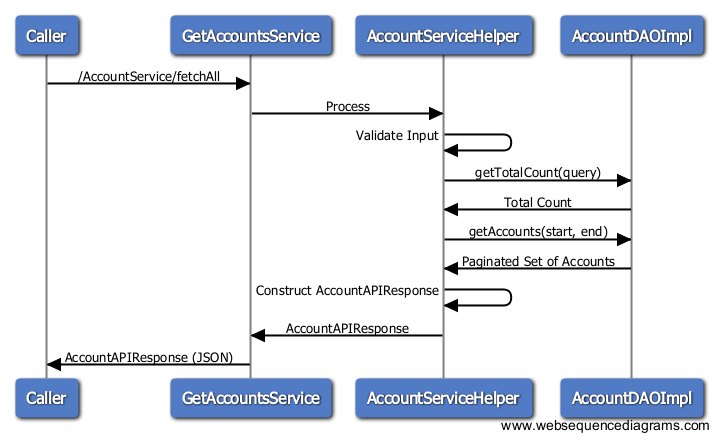 Caller GetAccountsService AccountServiceHelper AccountDAOImpl
/AccountService/fetchAll
Process
Validate Input
getTotalCount(query)
Total Count
getAccounts(start, end)
Paginated Set of Accounts
Construct AccountAPIResponse
AccountAPIResponse
AccountAPIResponse (JSON)
Caller GetAccountsService AccountServiceHelper AccountDAOImpl
www.websequencediagrams.com